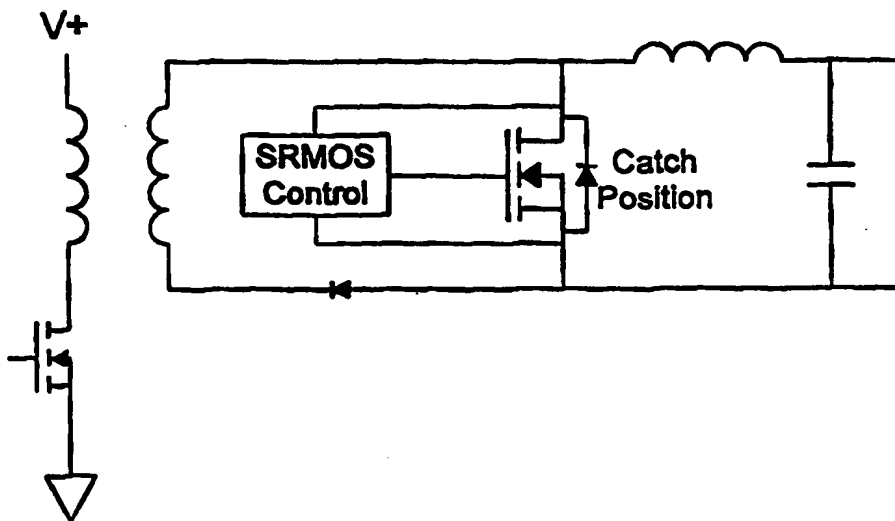 V+
SRMOS
Control
Catch
Position